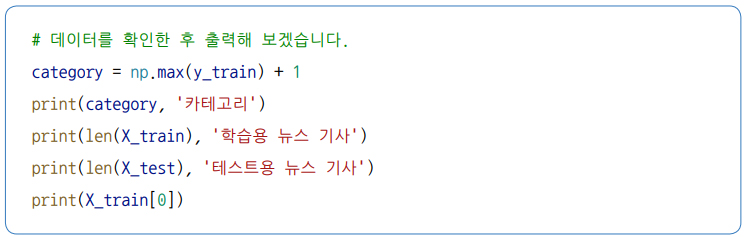 # 데이터를 확인한 후 출력해 보겠습니다.
category = np.max(y_train) + 1
print(category, '카테고리')
print(len(X_train), '학습용 뉴스 기사')
print(len(X_test), '테스트용 뉴스 기사')
print(X_train[0])